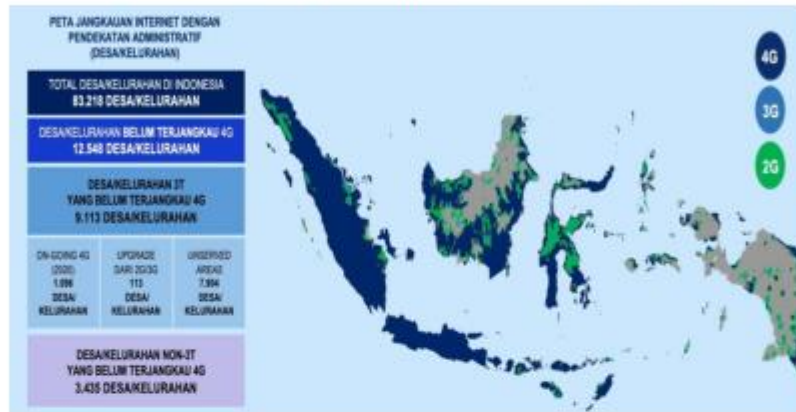 PETA JANGKAUAN INTERNET DENGAN
PENDEKATAN ADMINISTRATIF
(DESA/KELURAHAN)
TOTAL DESA/KELURAHAN DI INDONESIA
83.218 DESA/KELURAHAN
DESA/KELURAHAN BELUM TERJANGKAU 4G
12.548 DESA/KELURAHAN
DESA/KELURAHAN 3T
YANG BELUM TERJANGKAU 4G
9.113 DESA/KELURAHAN
ON-GOING 4G
(2020)
DESA/
KELURAHAN
UPGRADE
DARI 2G/3G
113
DESA/
KELURAHAN
UNSERVED
AREAS
7.904
DESA/
KELURAHAN
DESA/KELURAHAN NON-3T
YANG BELUM TERJANGKAU 4G
3.435 DESA/KELURAHAN
4G
3G
2G